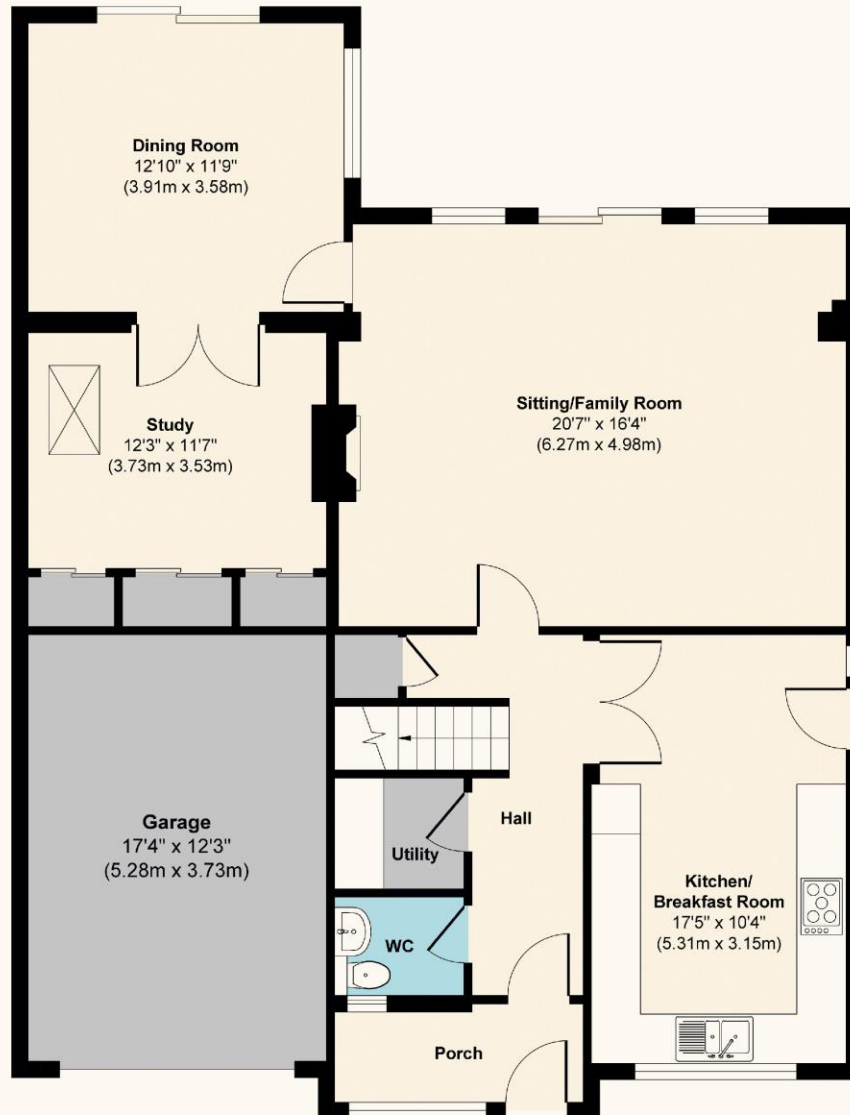 Dining Room
12'10" x 11'9"
(3.91m x 3.58m)
Sitting/Family Room
20'7" x 16'4"
(6.27m x 4.98m)
Study
12'3" x 11'7"
(3.73m x 3.53m)
Garage
17'4" x 12'3"
(5.28m x 3.73m)
Hall
Utility
Kitchen/
Breakfast Room
17'5" x 10'4"
(5.31m x 3.15m)
WC
Porch